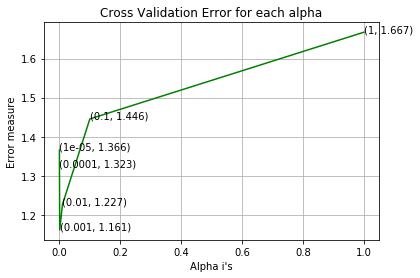 Cross Validation Error for each alpha
(1, 1.667)
1.6
1.5
(0.1, 1.446)
1.4
(1e-05, 1.366)
(0.0001, 1.323)
1.3
(0.01, 1.227)
1.2
(0.001, 1.161)
Error measure
0.0 0.2 0.4 0.6 0.8 1.0
Alpha i's